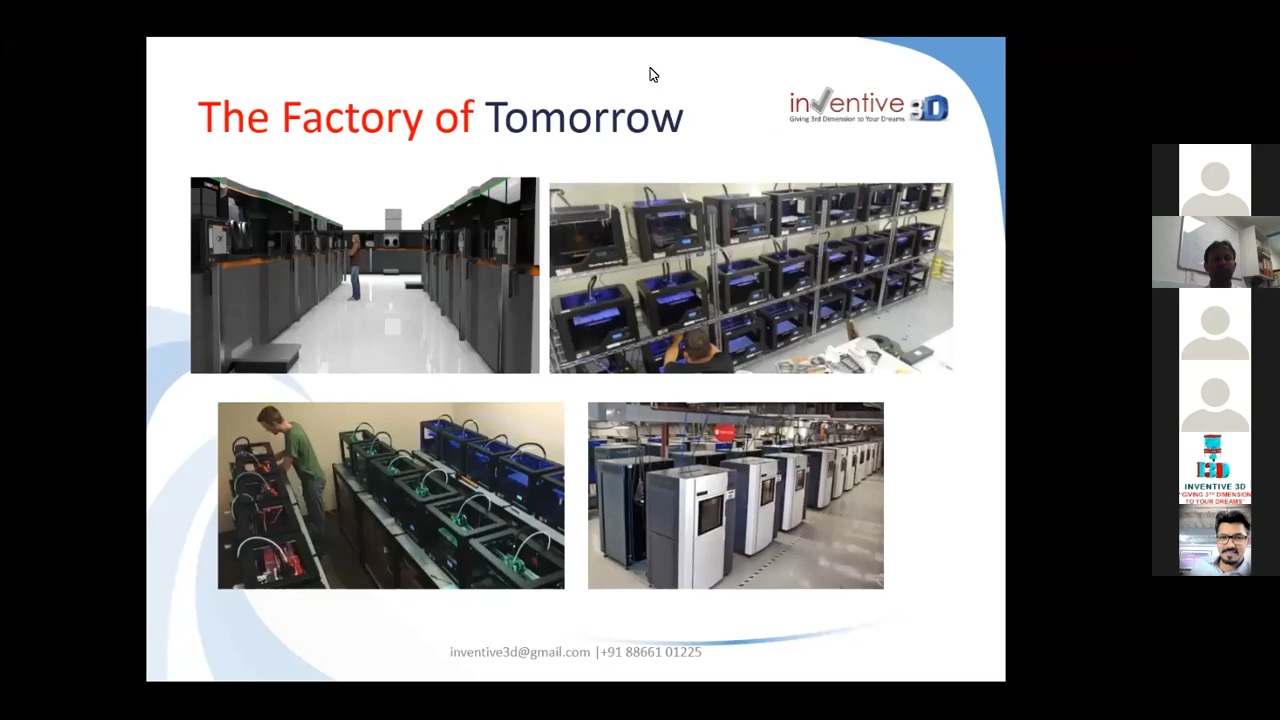 The Factory of Tomorrow
inventive 3D
Giving 3rd Dimension to Your Dreams
inventive3d@gmail.com |+91 88661 01225
I3D
INVENTIVE 3D
"GIVING 3RD DIMENSION
TO YOUR DREAMS"